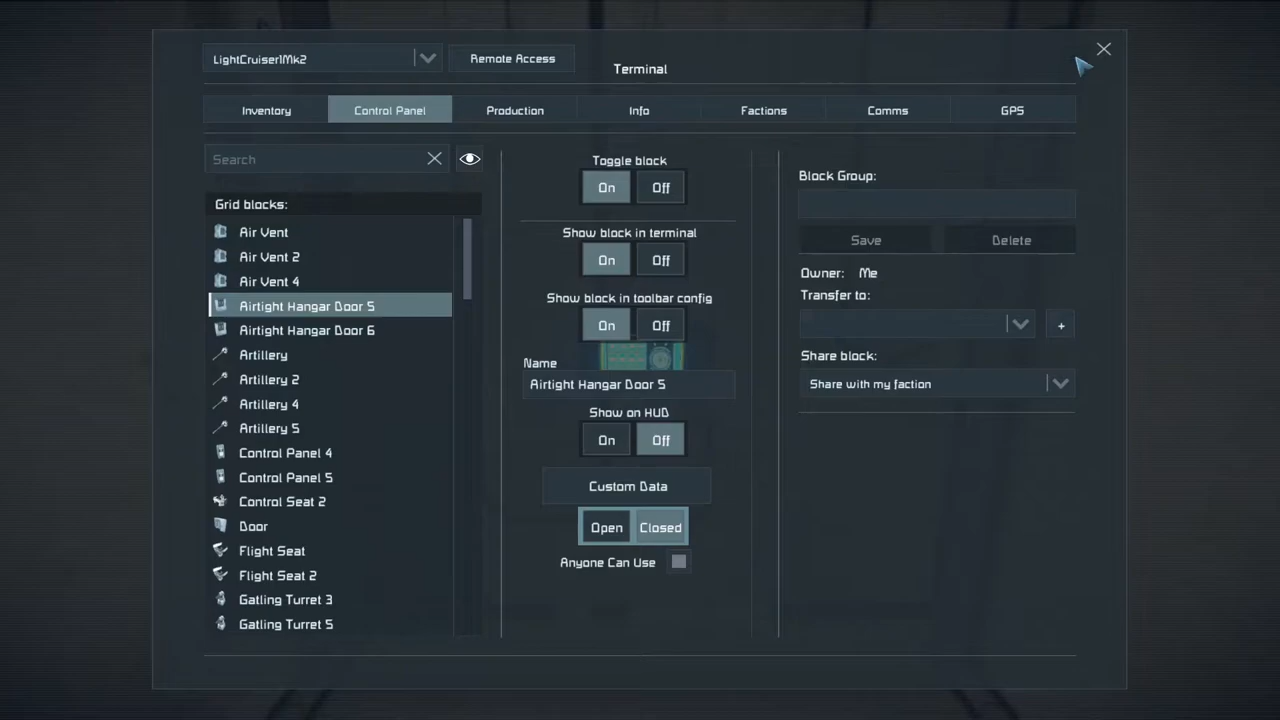 LightCruiser1Mk2
Remote Access
Terminal
Inventory
Control Panel
Production
Info
Factions
Comms
GPS
Search
Grid blocks:
Air Vent
Air Vent 2
Air Vent 4
Airtight Hangar Door 5
Airtight Hangar Door 6
Artillery
Artillery 2
Artillery 4
Artillery 5
Control Panel 4
Control Panel 5
Control Seat 2
Door
Flight Seat
Flight Seat 2
Gatling Turret 3
Gatling Turret 5
Toggle block
On Off
Show block in terminal
On Off
Show block in toolbar config
On Off
Name
Airtight Hangar Door 5
Show on HUD
On Off
Custom Data
Open Closed
Anyone Can Use
Block Group:
Save Delete
Owner: Me
Transfer to:
+
Share block:
Share with my faction